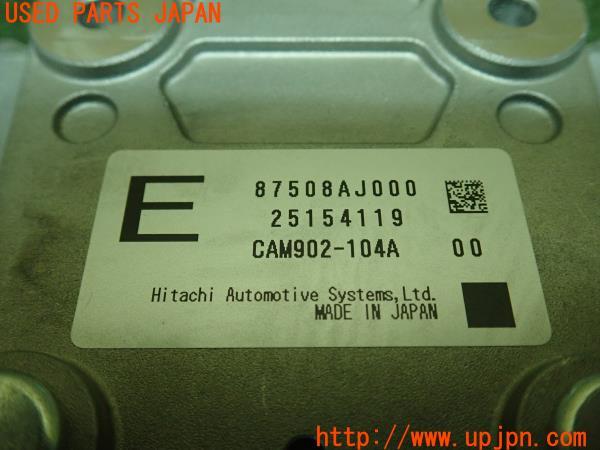 USED PARTS JAPAN
E
87508AJ000
25154119
CAM902-104A 00
Hitachi Automotive Systems,Ltd.
MADE IN JAPAN
http://www.upjpn.com